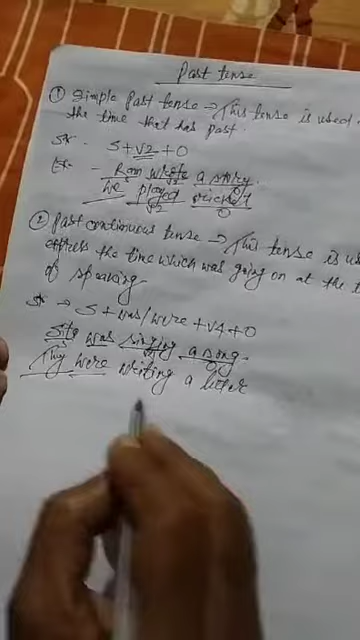 Past tense
① Simple Past tense → This tense is used
the time that has past.
St - S+V2+O
Ex - Ram wrote a story.
We played cricket
② Past continuous tense → This tense is us
express the time which was going on at the t
of speaking
St → S + was/were + V4 + O
Sita was singing a song.
They were writing a letter